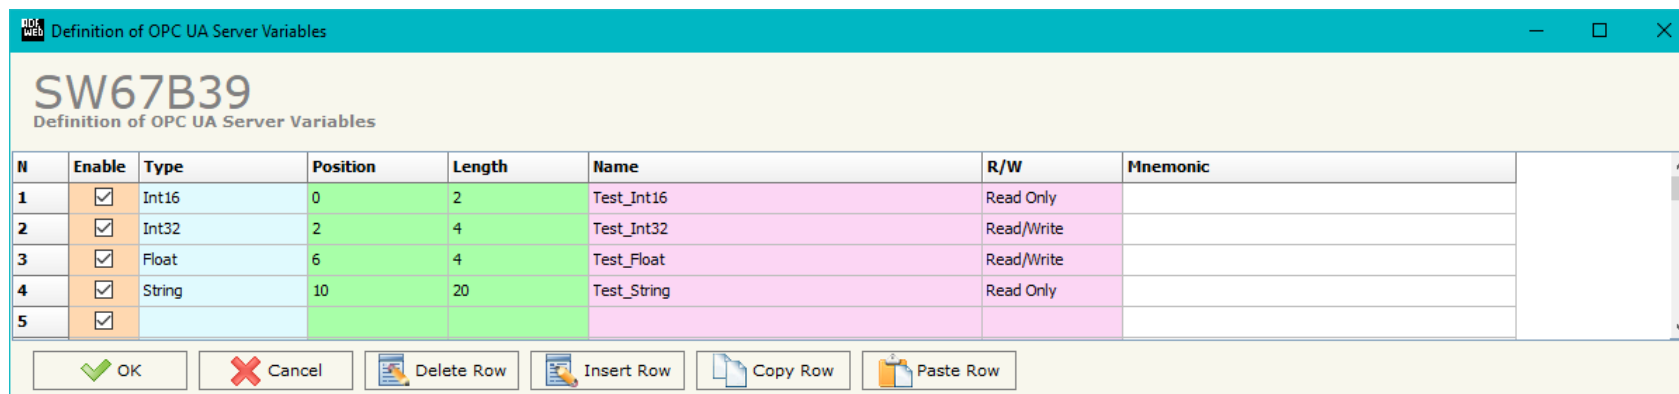 ADF WEB Definition of OPC UA Server Variables
SW67B39
Definition of OPC UA Server Variables
N Enable Type Position Length Name R/W Mnemonic
1 Int16 0 2 Test_Int16 Read Only
2 Int32 2 4 Test_Int32 Read/Write
3 Float 6 4 Test_Float Read/Write
4 String 10 20 Test_String Read Only
5
OK Cancel Delete Row Insert Row Copy Row Paste Row